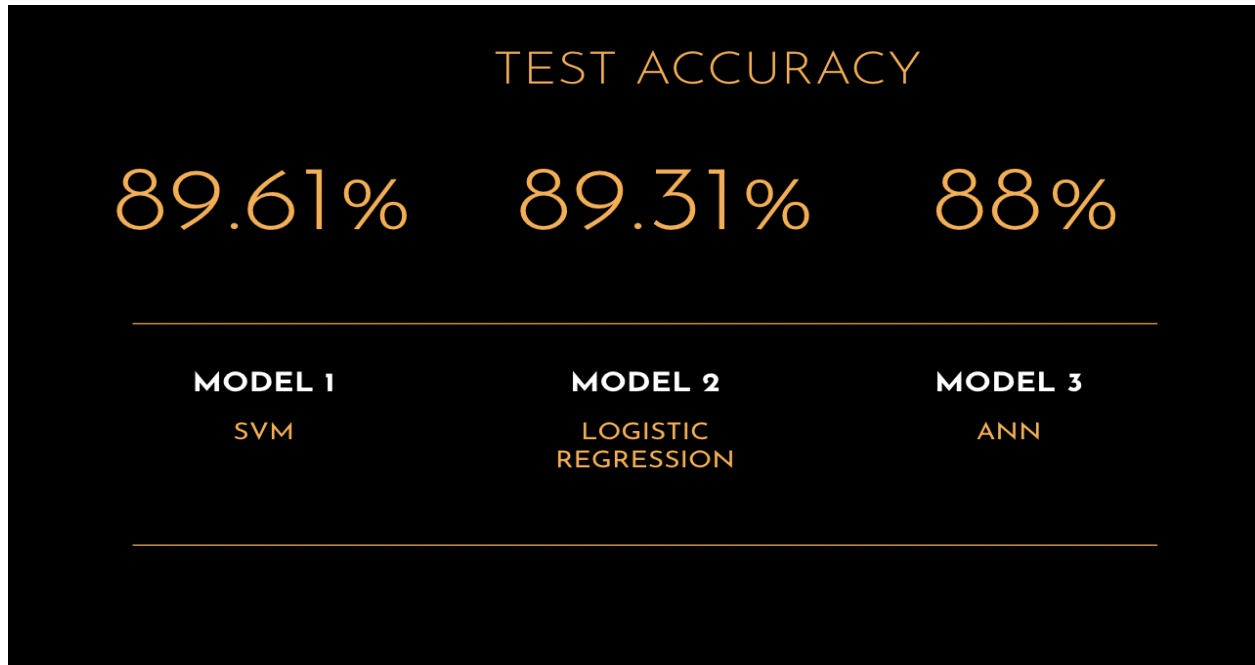 TEST ACCURACY
89.61% 89.31% 88%
MODEL 1 MODEL 2 MODEL 3
SVM LOGISTIC ANN
REGRESSION